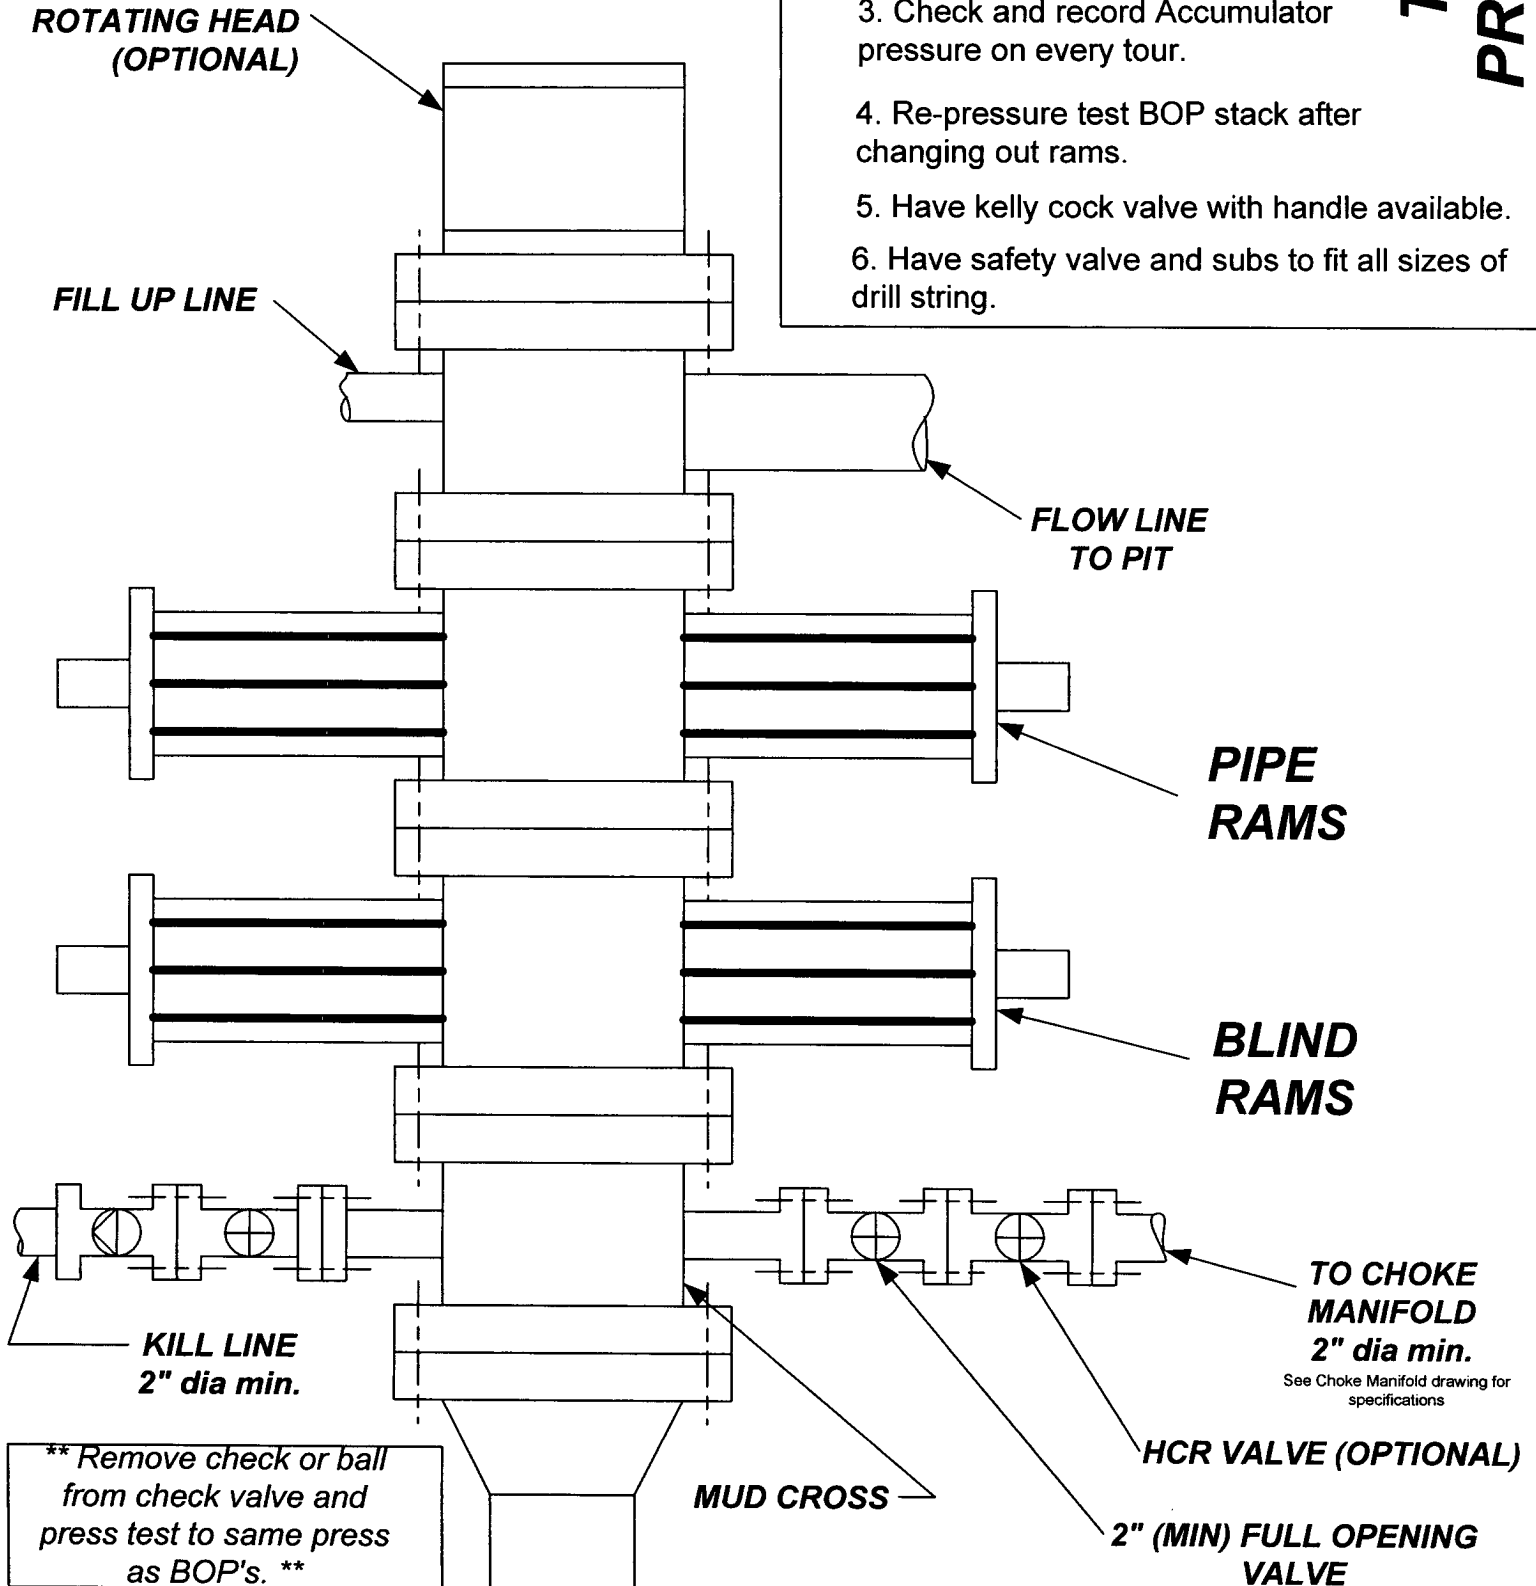 ROTATING HEAD
(OPTIONAL)
3. Check and record Accumulator
pressure on every tour.
4. Re-pressure test BOP stack after
changing out rams.
5. Have kelly cock valve with handle available.
6. Have safety valve and subs to fit all sizes of
drill string.
FILL UP LINE
FLOW LINE
TO PIT
PIPE
RAMS
BLIND
RAMS
KILL LINE
2" dia min.
TO CHOKE
MANIFOLD
2" dia min.
See Choke Manifold drawing for
specifications
HCR VALVE (OPTIONAL)
MUD CROSS
2" (MIN) FULL OPENING
VALVE
** Remove check or ball
from check valve and
press test to same press
as BOP's. **